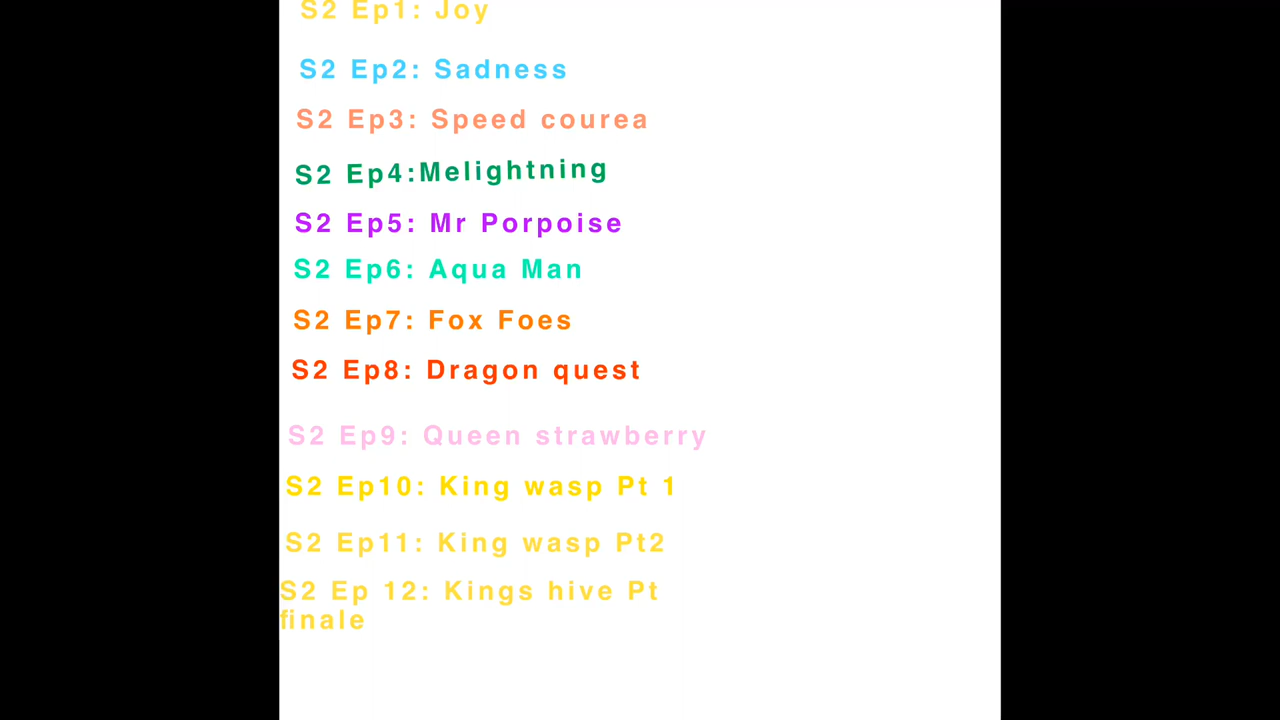 S2 Ep1: Joy
S2 Ep2: Sadness
S2 Ep3: Speed courea
S2 Ep4:Melightning
S2 Ep5: Mr Porpoise
S2 Ep6: Aqua Man
S2 Ep7: Fox Foes
S2 Ep8: Dragon quest
S2 Ep9: Queen strawberry
S2 Ep10: King wasp Pt 1
S2 Ep11: King wasp Pt2
S2 Ep 12: Kings hive Pt
finale